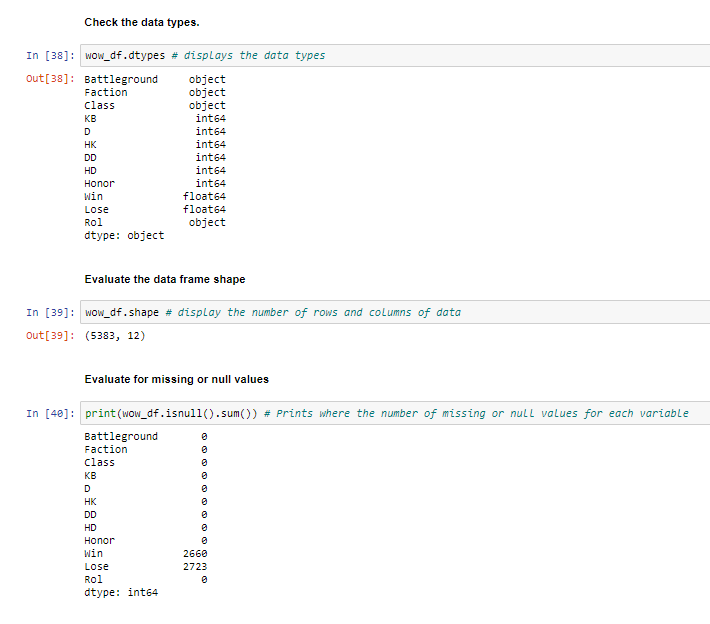 Check the data types.
In [38]: wow_df.dtypes # displays the data types
Out[38]: Battleground object
Faction object
Class object
KB int64
D int64
HK int64
DD int64
HD int64
Honor int64
Win float64
Lose float64
Rol object
dtype: object
Evaluate the data frame shape
In [39]: wow_df.shape # display the number of rows and columns of data
Out[39]: (5383, 12)
Evaluate for missing or null values
In [40]: print(wow_df.isnull().sum()) # Prints where the number of missing or null values for each variable
Battleground 0
Faction 0
Class 0
KB 0
D 0
HK 0
DD 0
HD 0
Honor 0
Win 2660
Lose 2723
Rol 0
dtype: int64